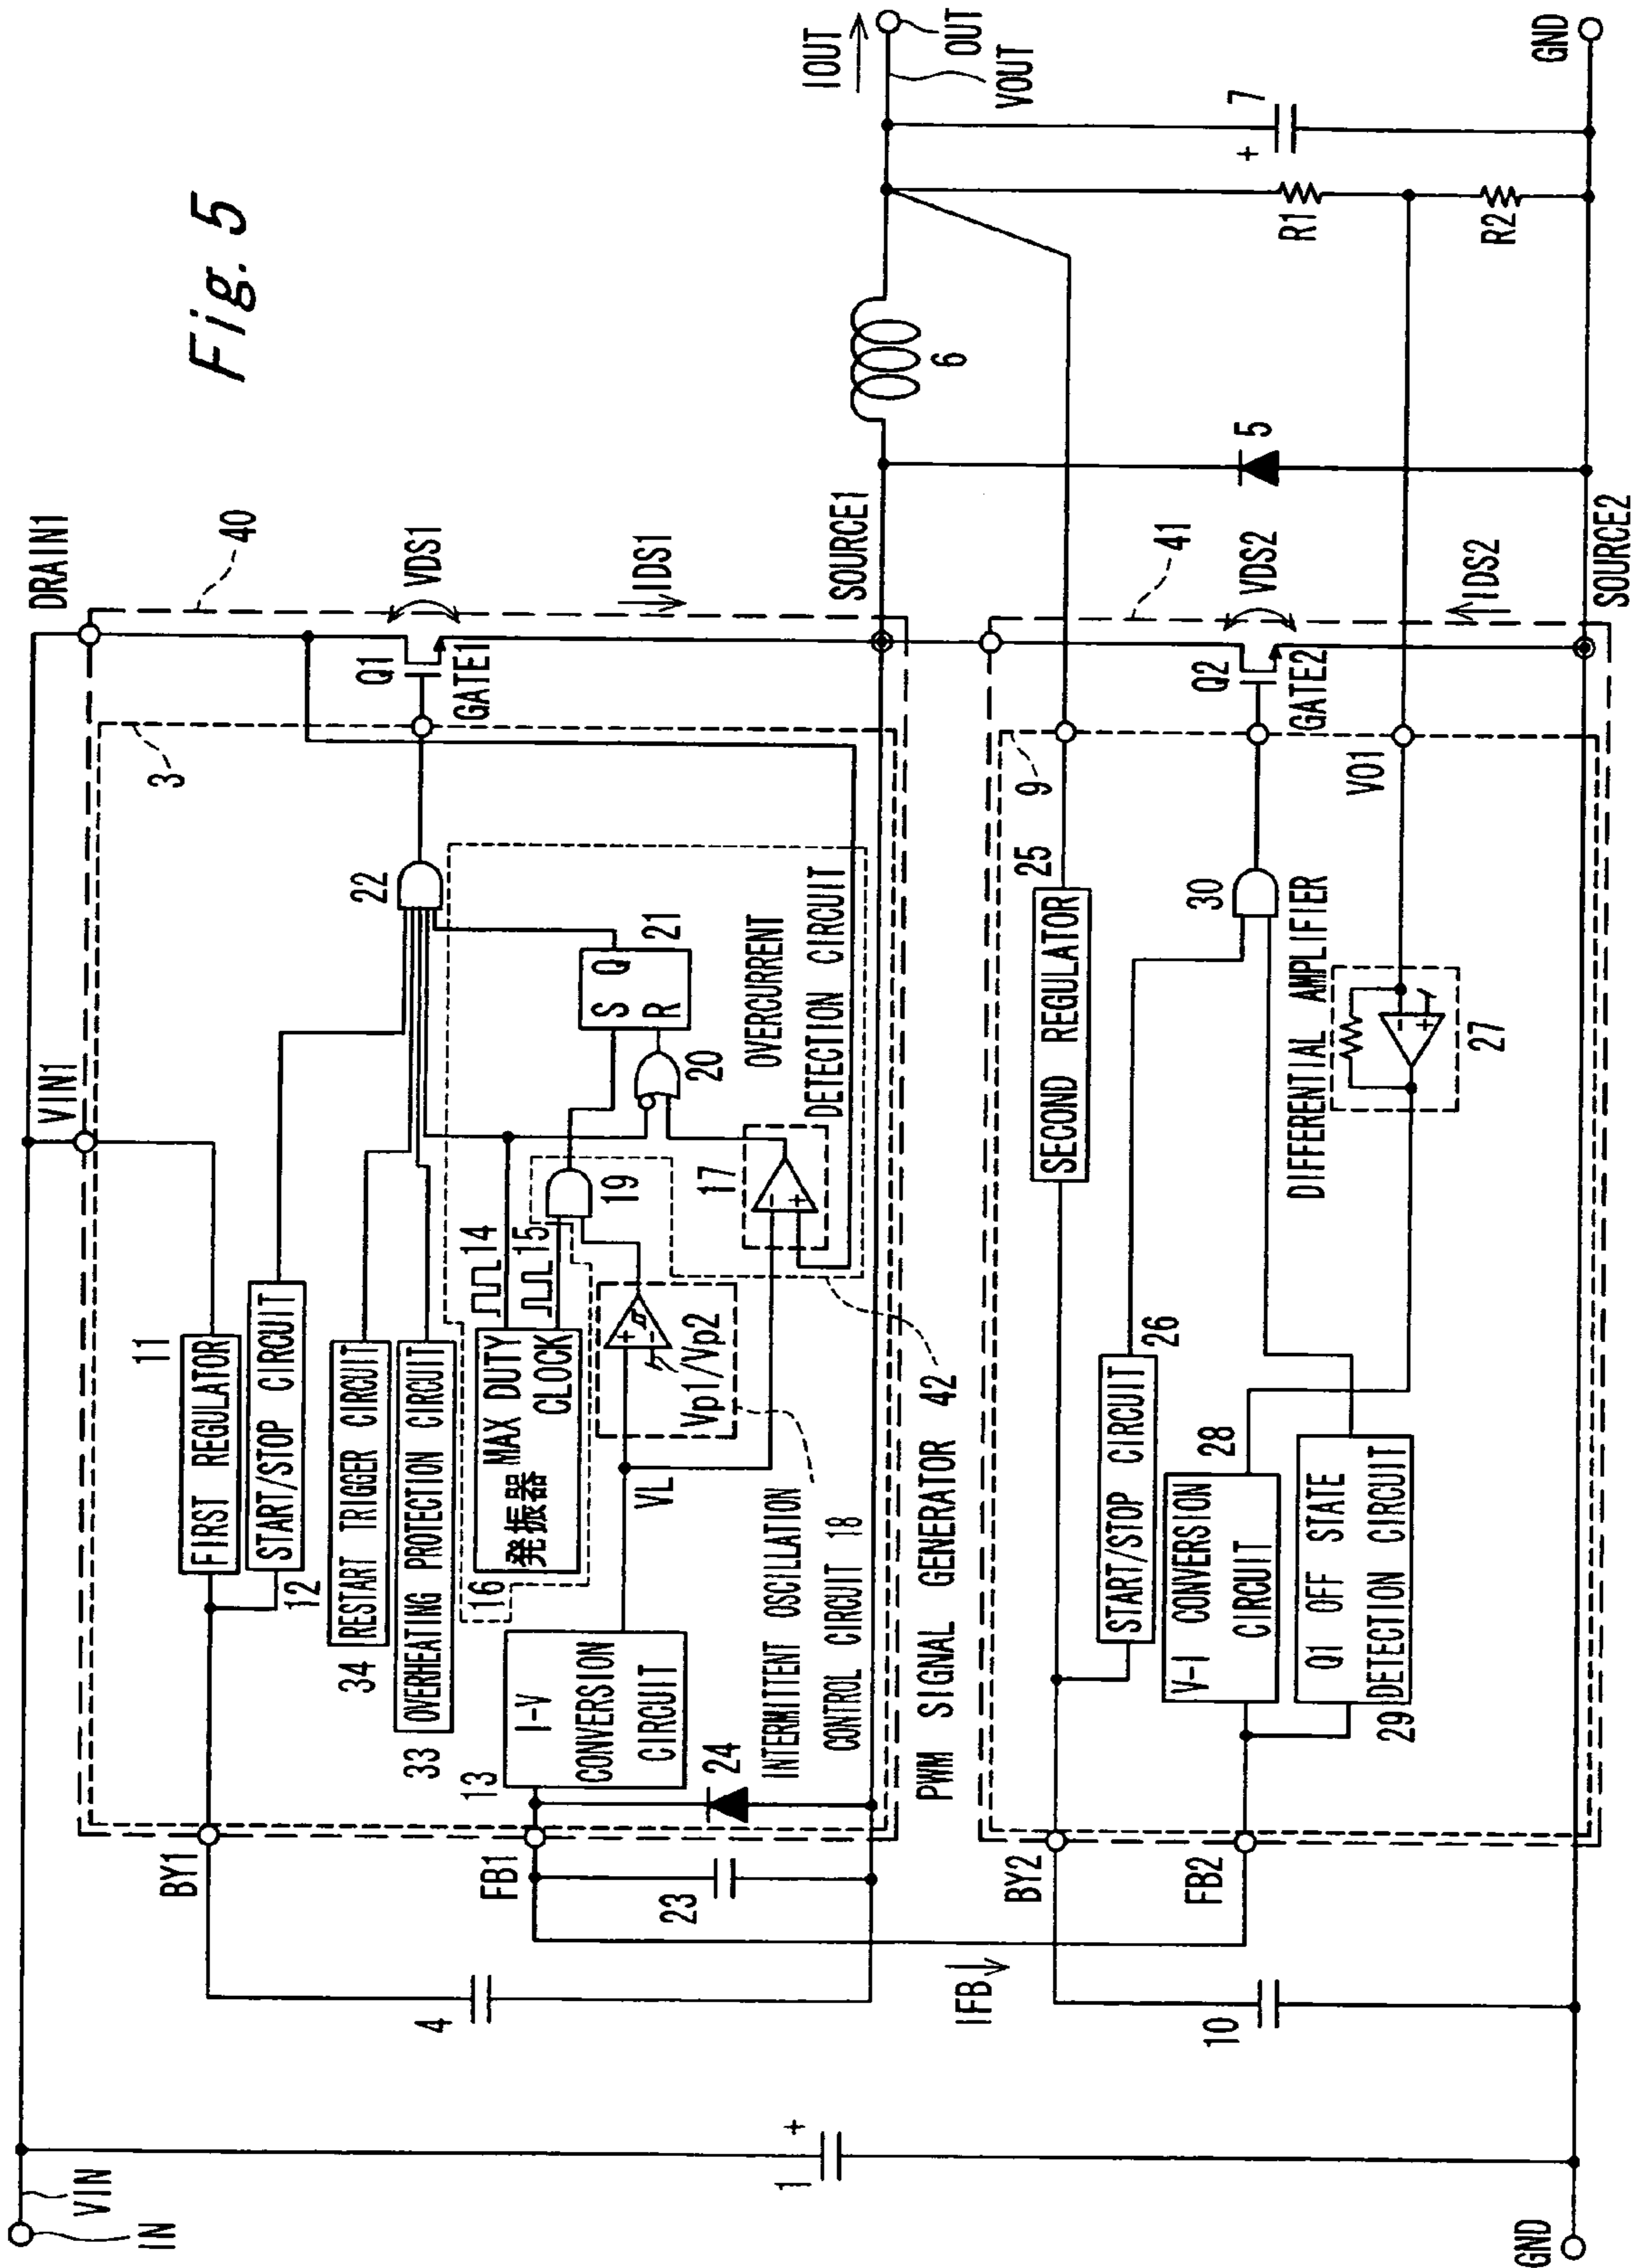 Fig. 5
IN
VIN
1
+
GND
VIN1
DRAIN1
40
3
BY1
4
11
FIRST REGULATOR
12
START/STOP CIRCUIT
34
RESTART TRIGGER CIRCUIT
33
OVERHEATING PROTECTION CIRCUIT
22
Q1
GATE1
VDS1
IDS1
16
MAX DUTY
発振器
CLOCK
14
15
19
S Q
R
21
20
17
-
+
OVERCURRENT
DETECTION CIRCUIT
13
I-V
CONVERSION
CIRCUIT
VL
+
-
Vp1/Vp2
FB1
23
24
INTERMITTENT OSCILLATION
CONTROL CIRCUIT 18
PWM SIGNAL GENERATOR 42
SOURCE1
6
IOUT
OUT
VOUT
IFB
BY2
10
FB2
9
25
SECOND REGULATOR
26
START/STOP CIRCUIT
28
V-I CONVERSION
CIRCUIT
29
Q1 OFF STATE
DETECTION CIRCUIT
30
DIFFERENTIAL AMPLIFIER
-
+
27
VO1
Q2
GATE2
VDS2
41
IDS2
SOURCE2
5
R1
R2
+
7
GND